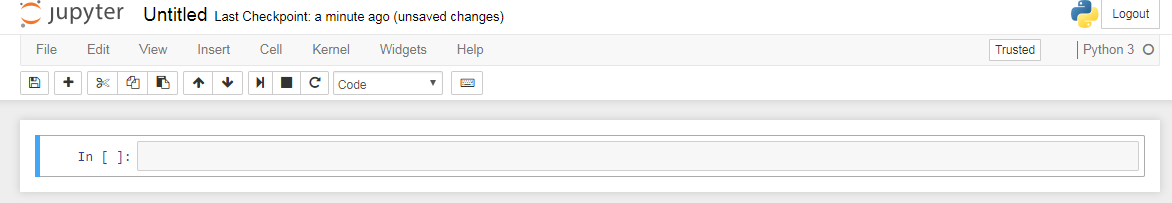 jupyter Untitled Last Checkpoint: a minute ago (unsaved changes) Logout
File Edit View Insert Cell Kernel Widgets Help Trusted Python 3
Code
In [ ]: